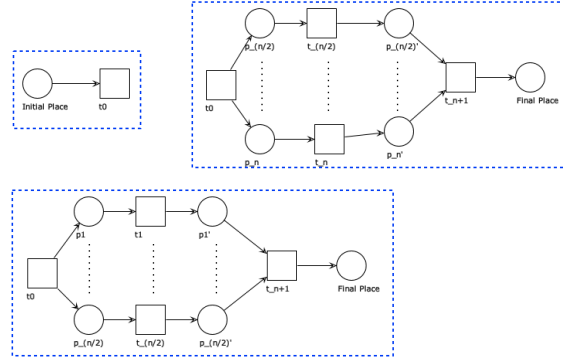 Initial Place
t0
p_(n/2)
t_(n/2)
p_(n/2)'
t0
t_n+1
Final Place
p_n
t_n
p_n'
p1
t1
p1'
t0
t_n+1
Final Place
p_(n/2)
t_(n/2)
p_(n/2)'